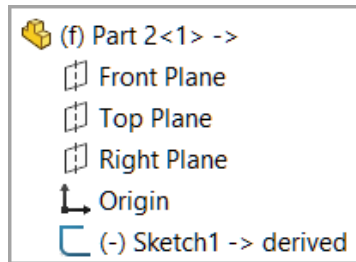 (f) Part 2<1> ->
Front Plane
Top Plane
Right Plane
Origin
(-) Sketch1 -> derived